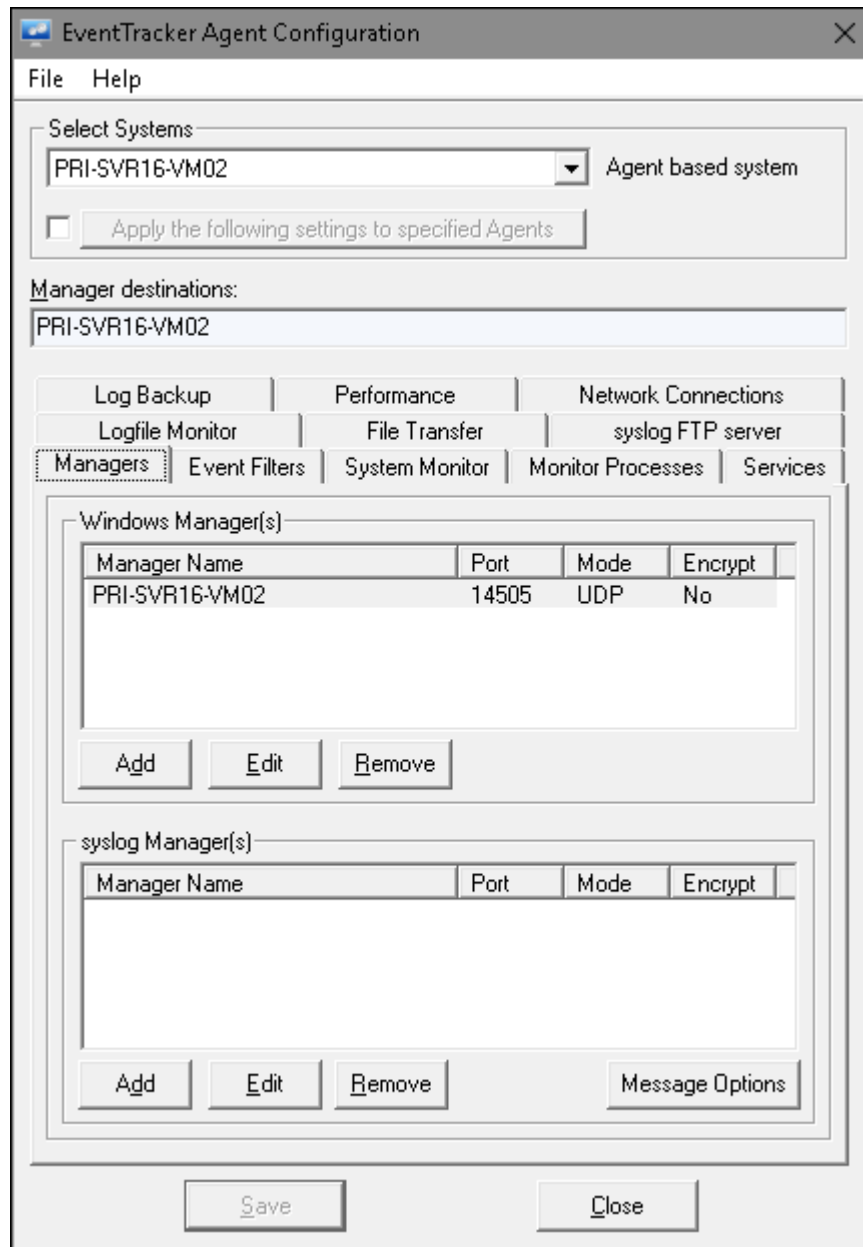 EventTracker Agent Configuration
File Help
Select Systems
PRI-SVR16-VM02 Agent based system
Apply the following settings to specified Agents
Manager destinations:
PRI-SVR16-VM02
Log Backup Performance Network Connections
Logfile Monitor File Transfer syslog FTP server
Managers Event Filters System Monitor Monitor Processes Services
Windows Manager(s)
Manager Name Port Mode Encrypt
PRI-SVR16-VM02 14505 UDP No
Add Edit Remove
syslog Manager(s)
Manager Name Port Mode Encrypt
Add Edit Remove Message Options
Save Close